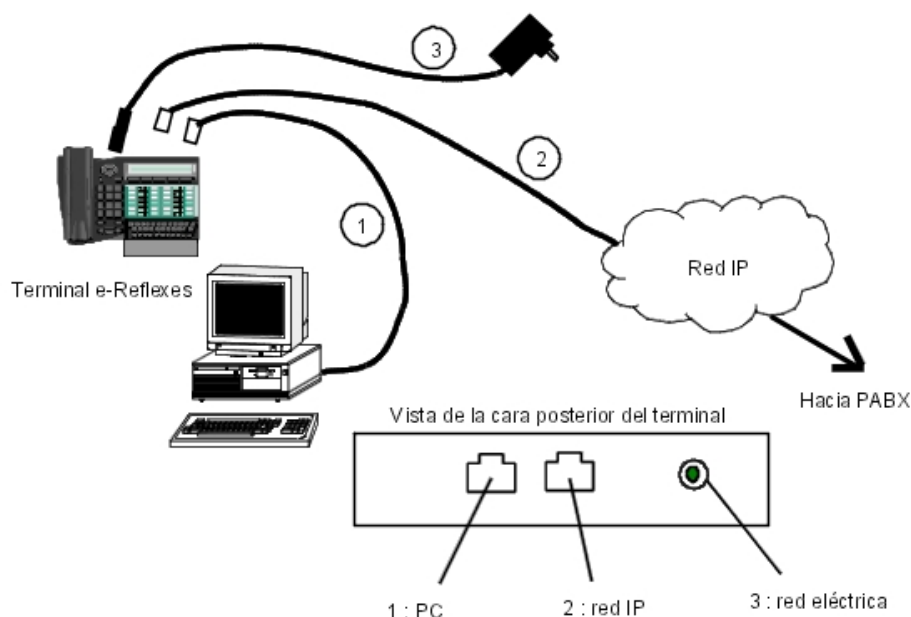 3
2
1
Red IP
Terminal e-Reflexes
Hacia PABX
Vista de la cara posterior del terminal
1 : PC
2 : red IP
3 : red eléctrica